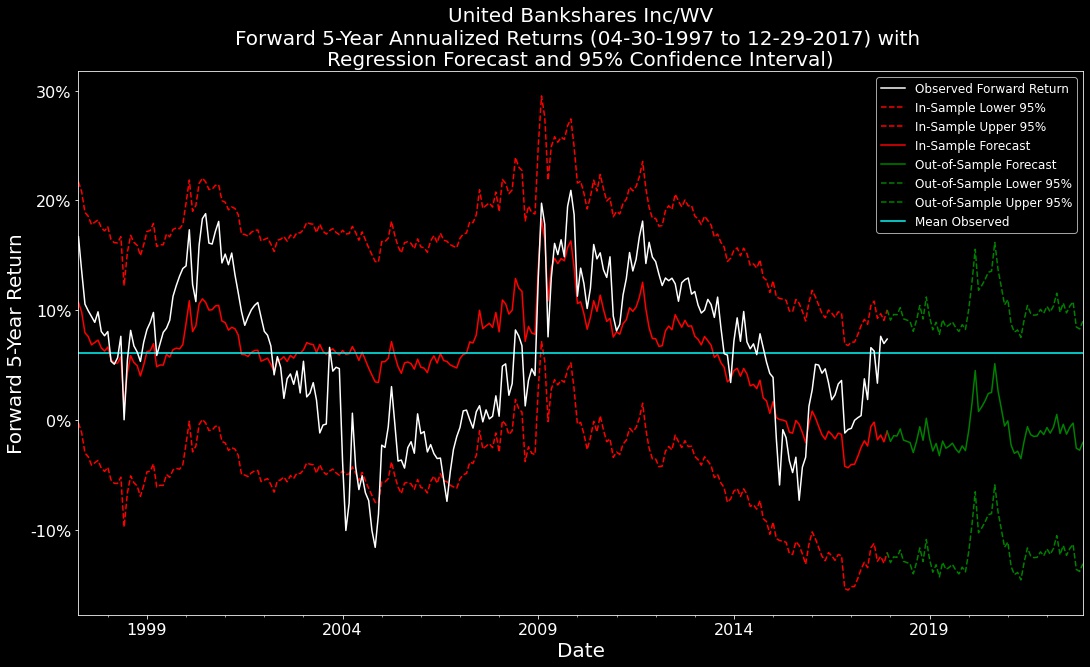 United Bankshares Inc/WV
Forward 5-Year Annualized Returns (04-30-1997 to 12-29-2017) with
Regression Forecast and 95% Confidence Interval)
Forward 5-Year Return
30%
20%
10%
0%
-10%
Observed Forward Return
In-Sample Lower 95%
In-Sample Upper 95%
In-Sample Forecast
Out-of-Sample Forecast
Out-of-Sample Lower 95%
Out-of-Sample Upper 95%
Mean Observed
1999
2004
2009
2014
2019
Date